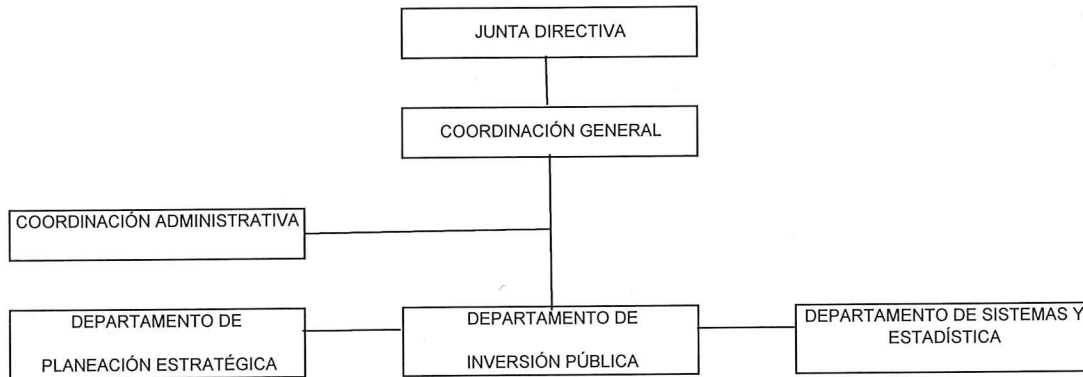 JUNTA DIRECTIVA
COORDINACIÓN GENERAL
COORDINACIÓN ADMINISTRATIVA
DEPARTAMENTO DE
PLANEACIÓN ESTRATÉGICA
DEPARTAMENTO DE
INVERSIÓN PÚBLICA
DEPARTAMENTO DE SISTEMAS Y
ESTADÍSTICA